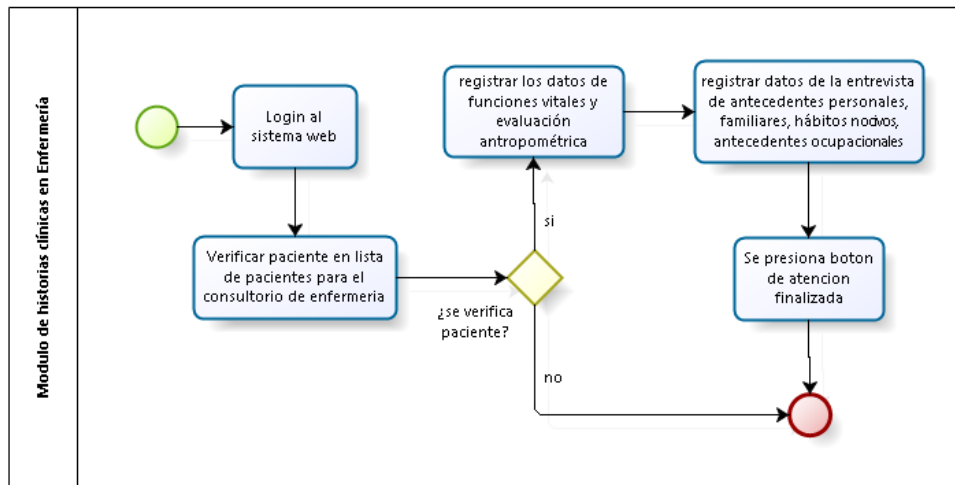 Modulo de historias clínicas en Enfermería
Login al
sistema web
Verificar paciente en lista
de pacientes para el
consultorio de enfermeria
¿se verifica
paciente?
si
no
registrar los datos de
funciones vitales y
evaluación
antropométrica
registrar datos de la entrevista
de antecedentes personales,
familiares, hábitos nocivos,
antecedentes ocupacionales
Se presiona boton
de atencion
finalizada